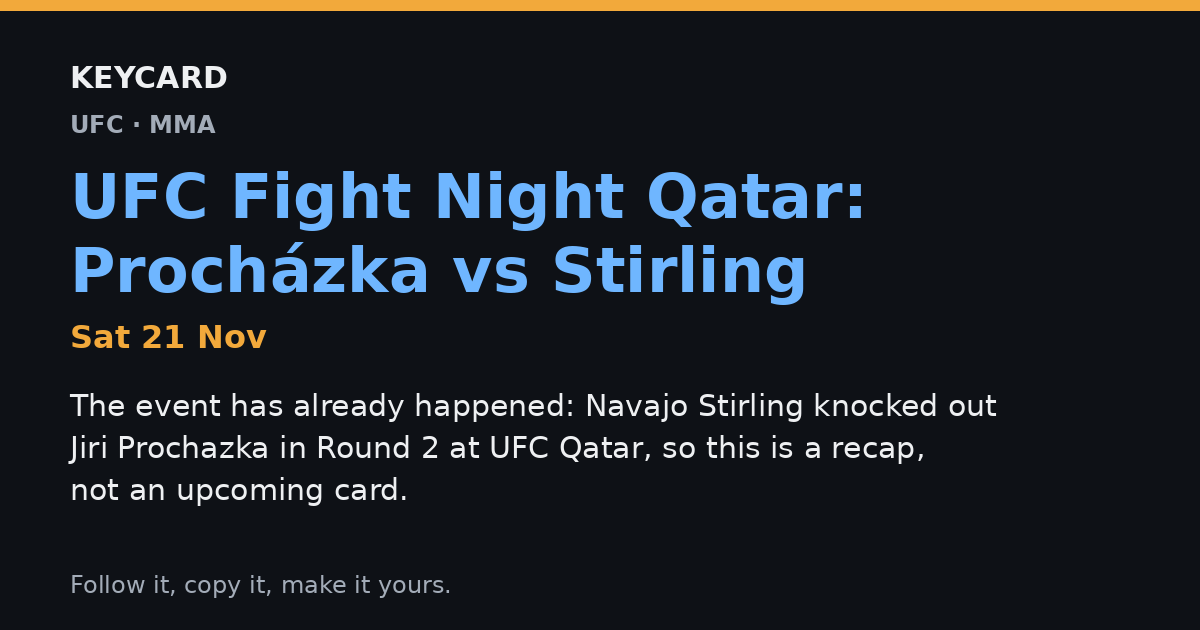 KEYCARD
UFC · MMA
UFC Fight Night Qatar:
Procházka vs Stirling
Sat 21 Nov
The event has already happened: Navajo Stirling knocked out
Jiri Prochazka in Round 2 at UFC Qatar, so this is a recap,
not an upcoming card.
Follow it, copy it, make it yours.